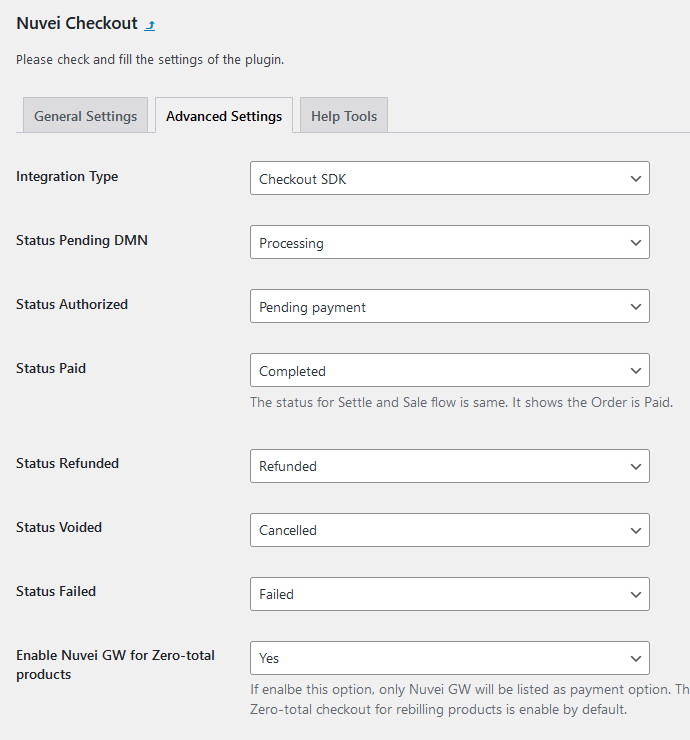 Nuvei Checkout
Please check and fill the settings of the plugin.
General Settings Advanced Settings Help Tools
Integration Type Checkout SDK
Status Pending DMN Processing
Status Authorized Pending payment
Status Paid Completed
The status for Settle and Sale flow is same. It shows the Order is Paid.
Status Refunded Refunded
Status Voided Cancelled
Status Failed Failed
Enable Nuvei GW for Zero-total Yes
products
If enalbe this option, only Nuvei GW will be listed as payment option. Th
Zero-total checkout for rebilling products is enable by default.